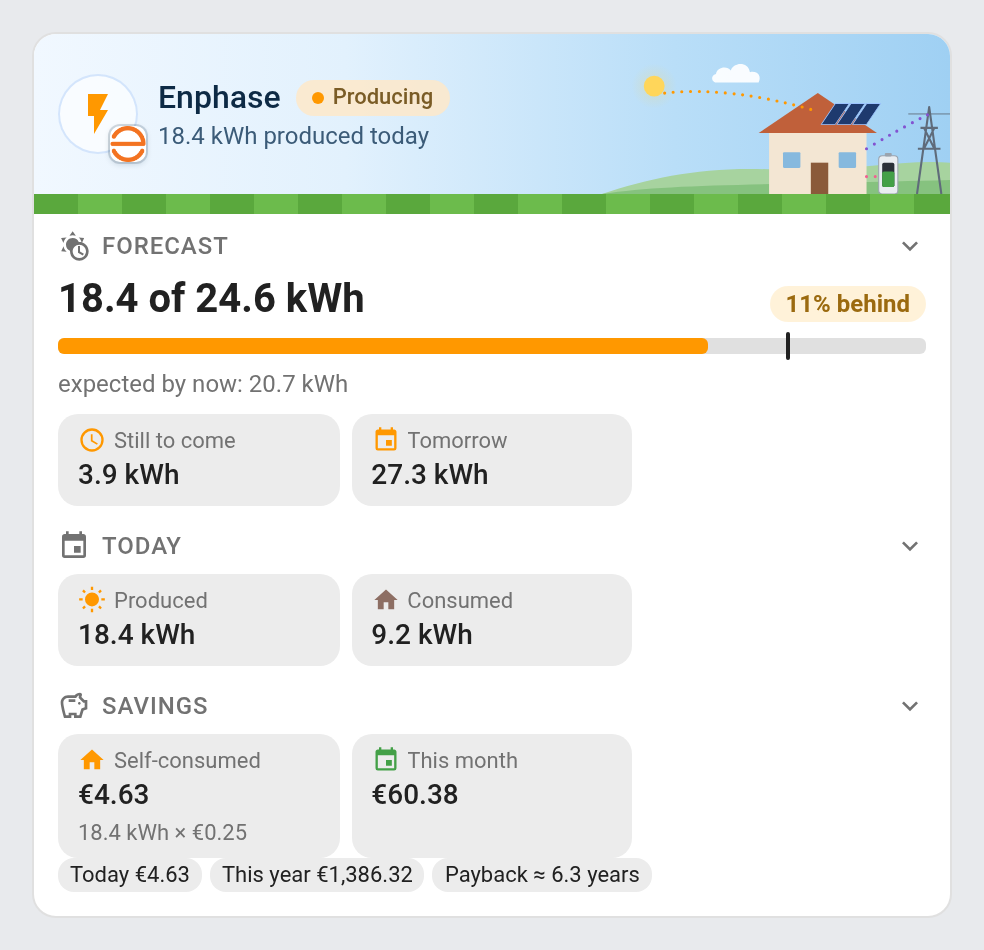 Enphase
Producing
18.4 kWh produced today
FORECAST
18.4 of 24.6 kWh
11% behind
expected by now: 20.7 kWh
Still to come
3.9 kWh
Tomorrow
27.3 kWh
TODAY
Produced
18.4 kWh
Consumed
9.2 kWh
SAVINGS
Self-consumed
€4.63
18.4 kWh × €0.25
This month
€60.38
Today €4.63
This year €1,386.32
Payback ≈ 6.3 years